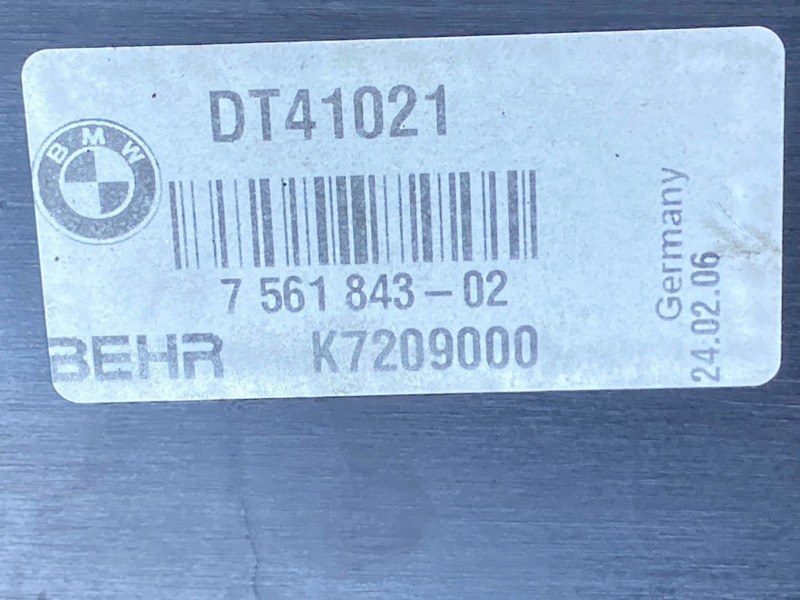 DT41021
BMW
7 561 843-02
BEHR K7209000
Germany
24.02.06